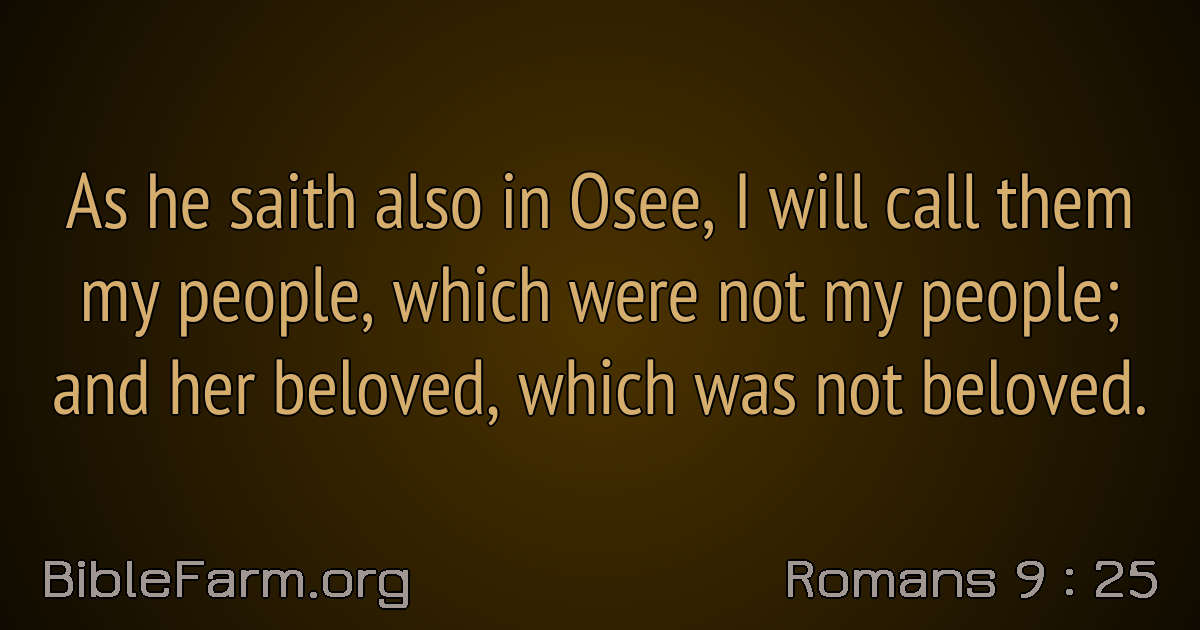 As he saith also in Osee, I will call them
my people, which were not my people;
and her beloved, which was not beloved.
BibleFarm.org
Romans 9 : 25